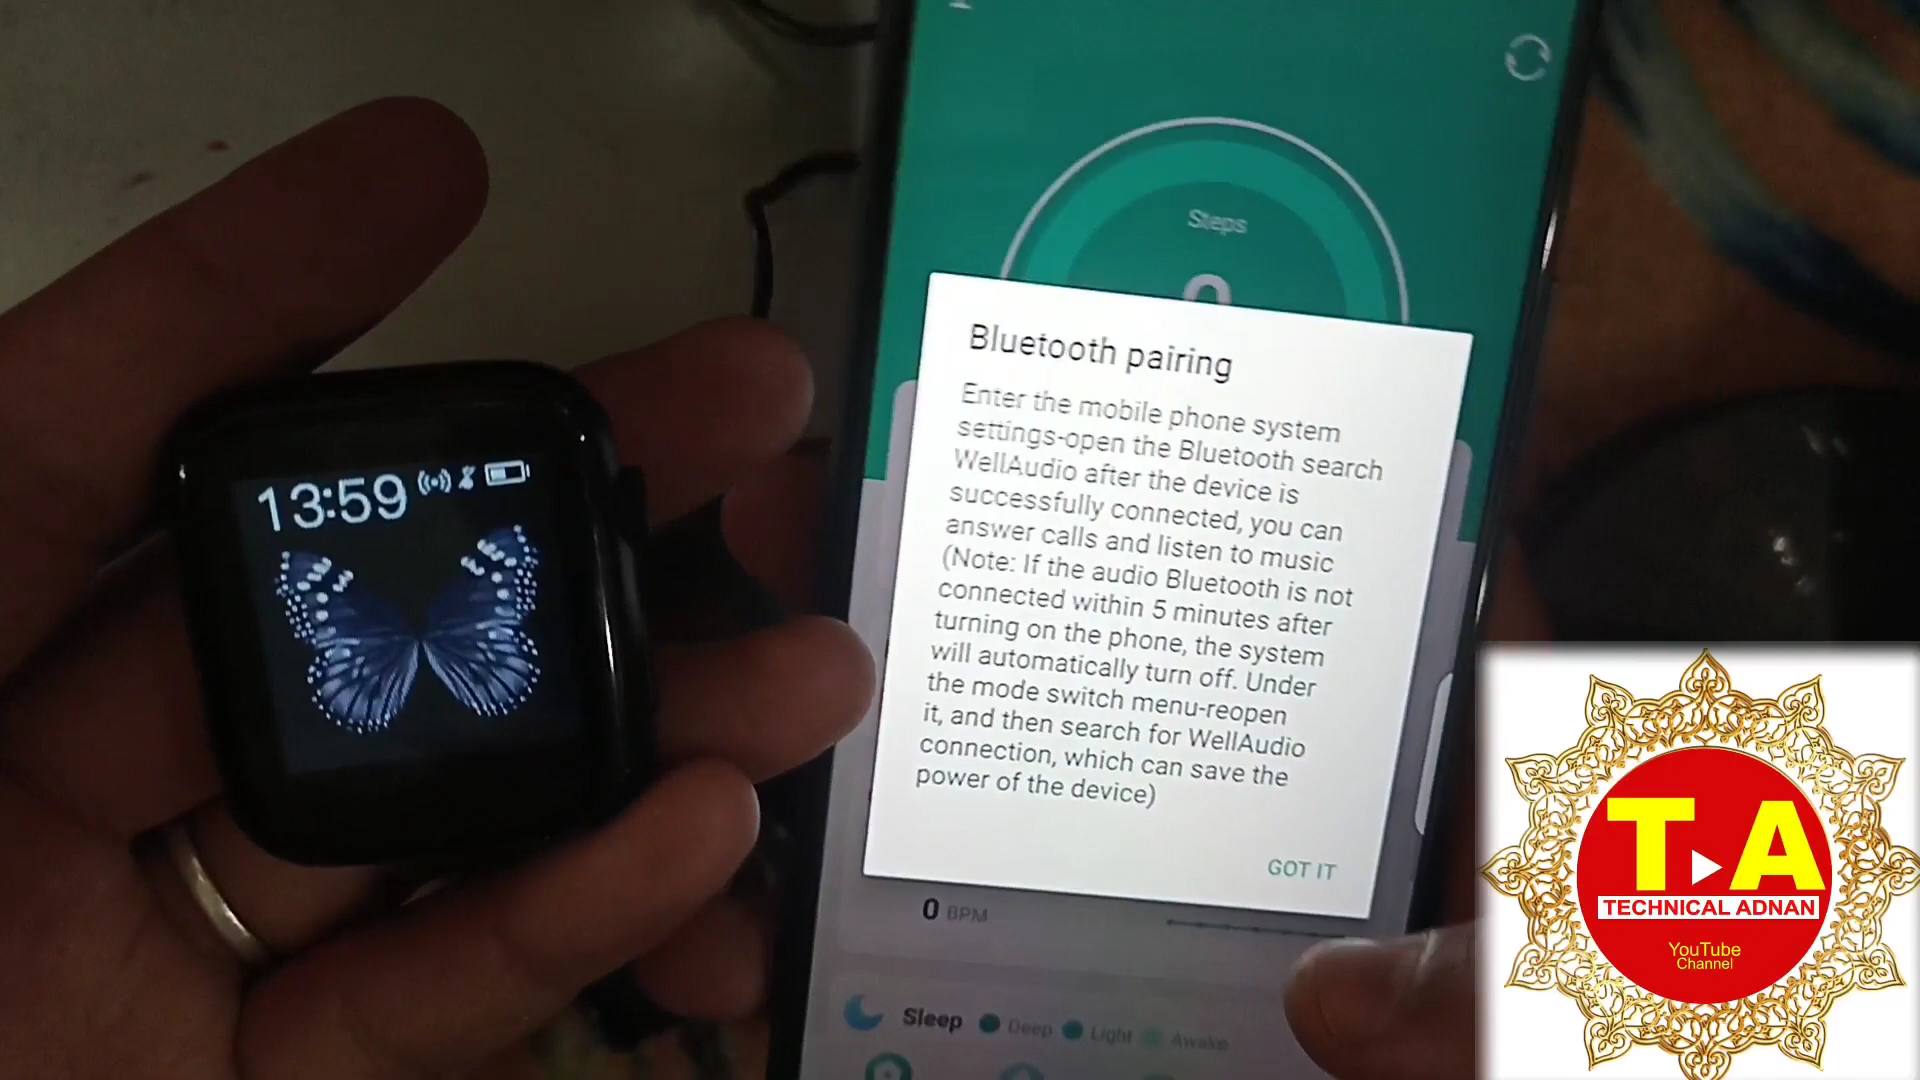 13:59
Steps
0
Bluetooth pairing
Enter the mobile phone system
settings-open the Bluetooth search
WellAudio after the device is
successfully connected, you can
answer calls and listen to music
(Note: If the audio Bluetooth is not
connected within 5 minutes after
turning on the phone, the system
will automatically turn off. Under
the mode switch menu-reopen
it, and then search for WellAudio
connection, which can save the
power of the device)
GOT IT
0 BPM
Sleep Deep Light Awake
T A
TECHNICAL ADNAN
YouTube
Channel